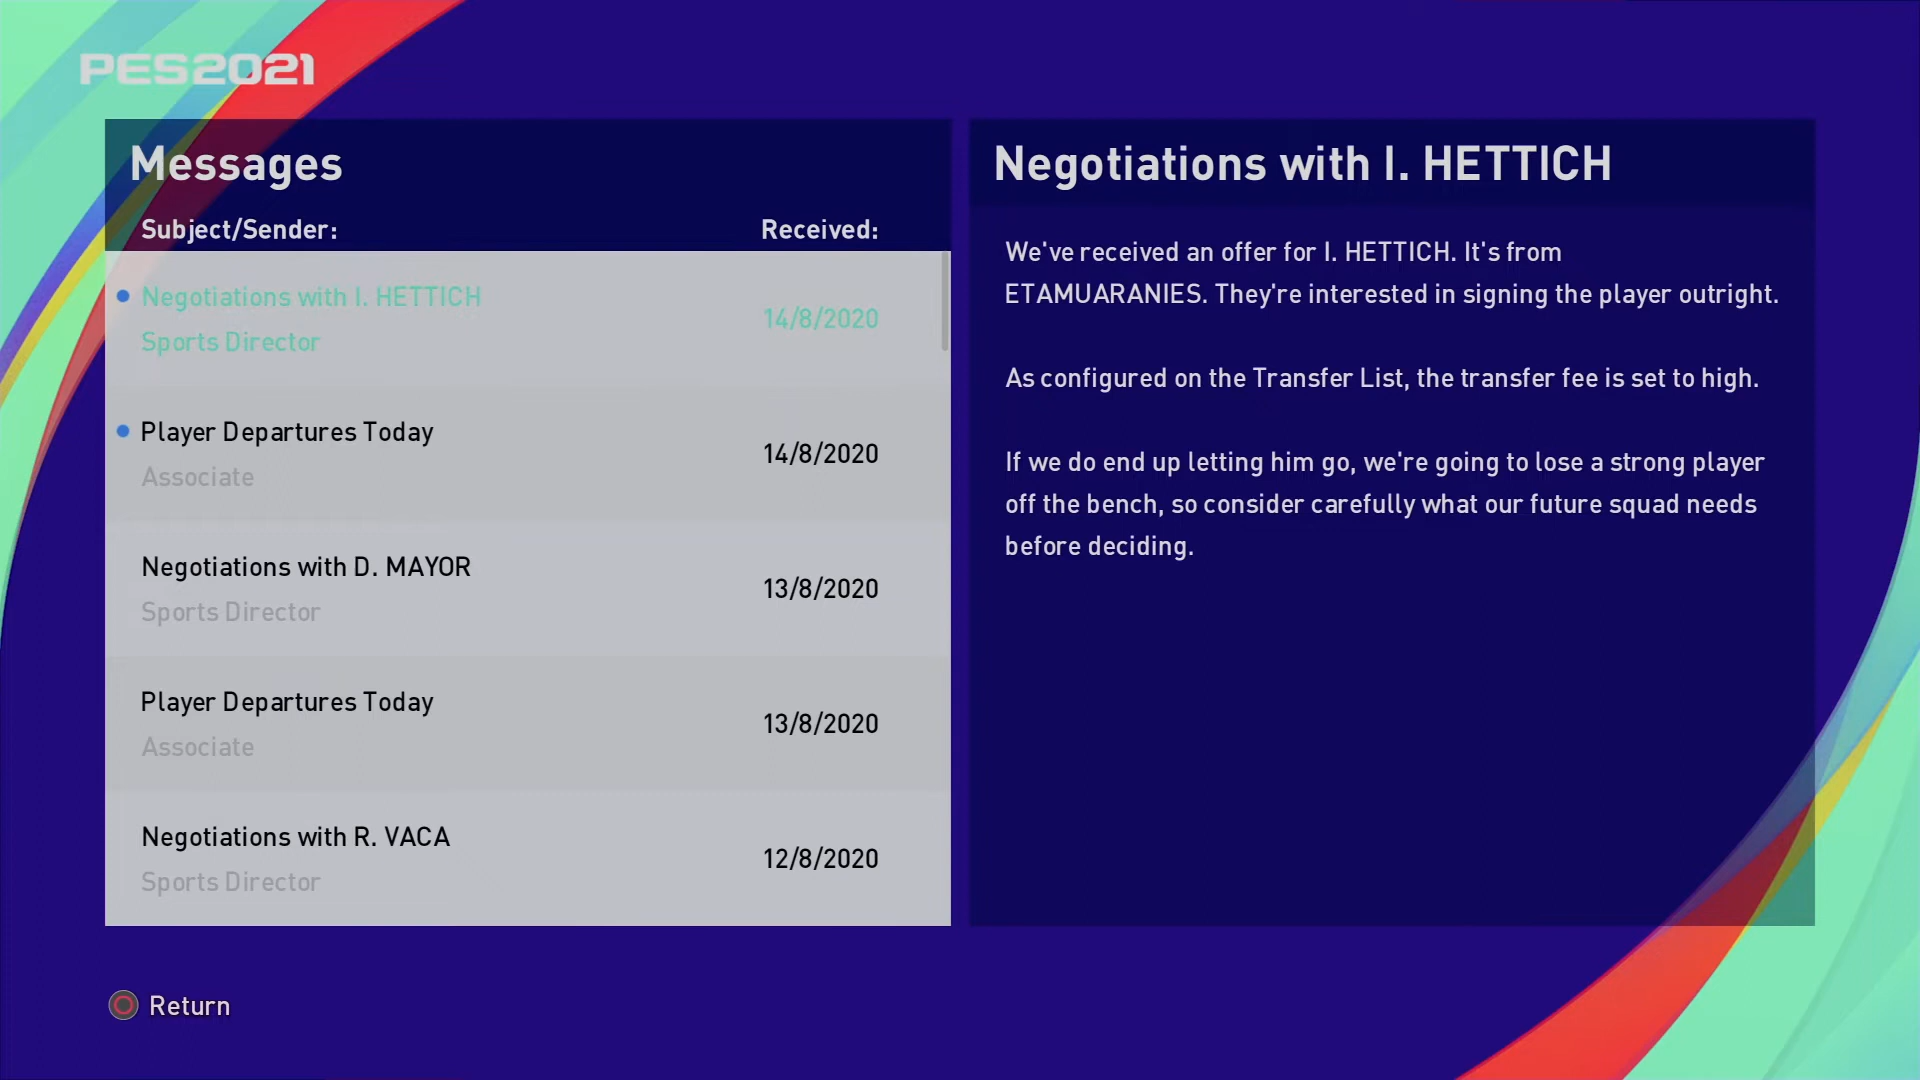 PES2021
Messages
Subject/Sender:
Received:
Negotiations with I. HETTICH
Sports Director
14/8/2020
Player Departures Today
Associate
14/8/2020
Negotiations with D. MAYOR
Sports Director
13/8/2020
Player Departures Today
Associate
13/8/2020
Negotiations with R. VACA
Sports Director
12/8/2020
Negotiations with I. HETTICH
We've received an offer for I. HETTICH. It's from
ETAMUARANIES. They're interested in signing the player outright.
As configured on the Transfer List, the transfer fee is set to high.
If we do end up letting him go, we're going to lose a strong player
off the bench, so consider carefully what our future squad needs
before deciding.
Return